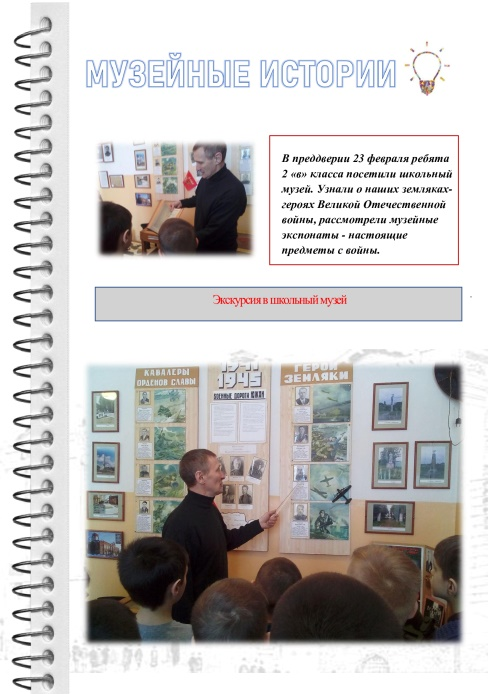 МУЗЕЙНЫЕ ИСТОРИИ
В преддверии 23 февраля ребята
2 «в» класса посетили школьный
музей. Узнали о наших земляках-
героях Великой Отечественной
войны, рассмотрели музейные
экспонаты - настоящие
предметы с войны.
Экскурсия в школьный музей
КАВАЛЕРЫ
ОРДЕНОВ СЛАВЫ
1941
1945
ВОЕННЫЕ ДОРОГИ
ГЕРОИ
ЗЕМЛЯКИ